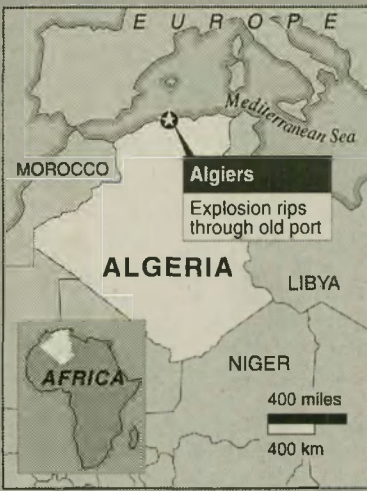 EUROPE
Mediterranean Sea
MOROCCO
Algiers
Explosion rips
through old port
ALGERIA
LIBYA
NIGER
AFRICA
400 miles
400 km